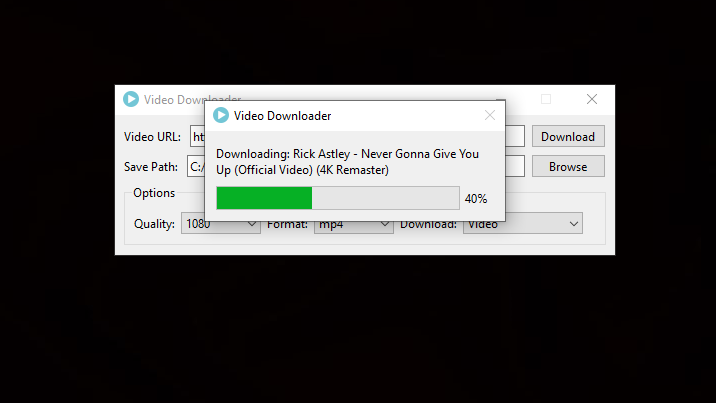 Video Downloader
Video Downloader
Video URL:
Download
Downloading: Rick Astley - Never Gonna Give You
Up (Official Video) (4K Remaster)
Save Path:
C:/
Browse
40%
Options
Quality: 1080 Format: mp4 Download: Video